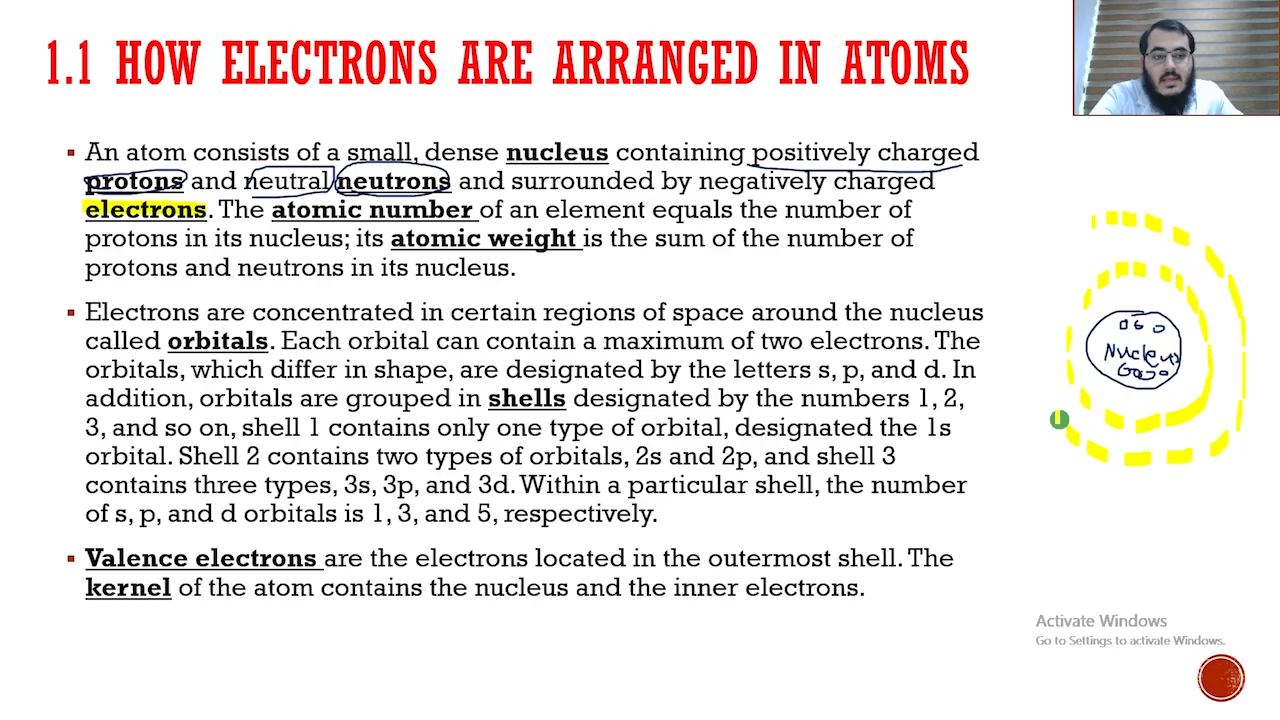 1.1 HOW ELECTRONS ARE ARRANGED IN ATOMS
▪ An atom consists of a small, dense nucleus containing positively charged
protons and neutral neutrons and surrounded by negatively charged
electrons. The atomic number of an element equals the number of
protons in its nucleus; its atomic weight is the sum of the number of
protons and neutrons in its nucleus.
▪ Electrons are concentrated in certain regions of space around the nucleus
called orbitals. Each orbital can contain a maximum of two electrons. The
orbitals, which differ in shape, are designated by the letters s, p, and d. In
addition, orbitals are grouped in shells designated by the numbers 1, 2,
3, and so on, shell 1 contains only one type of orbital, designated the 1s
orbital. Shell 2 contains two types of orbitals, 2s and 2p, and shell 3
contains three types, 3s, 3p, and 3d. Within a particular shell, the number
of s, p, and d orbitals is 1, 3, and 5, respectively.
▪ Valence electrons are the electrons located in the outermost shell. The
kernel of the atom contains the nucleus and the inner electrons.
Nucleus
Activate Windows
Go to Settings to activate Windows.